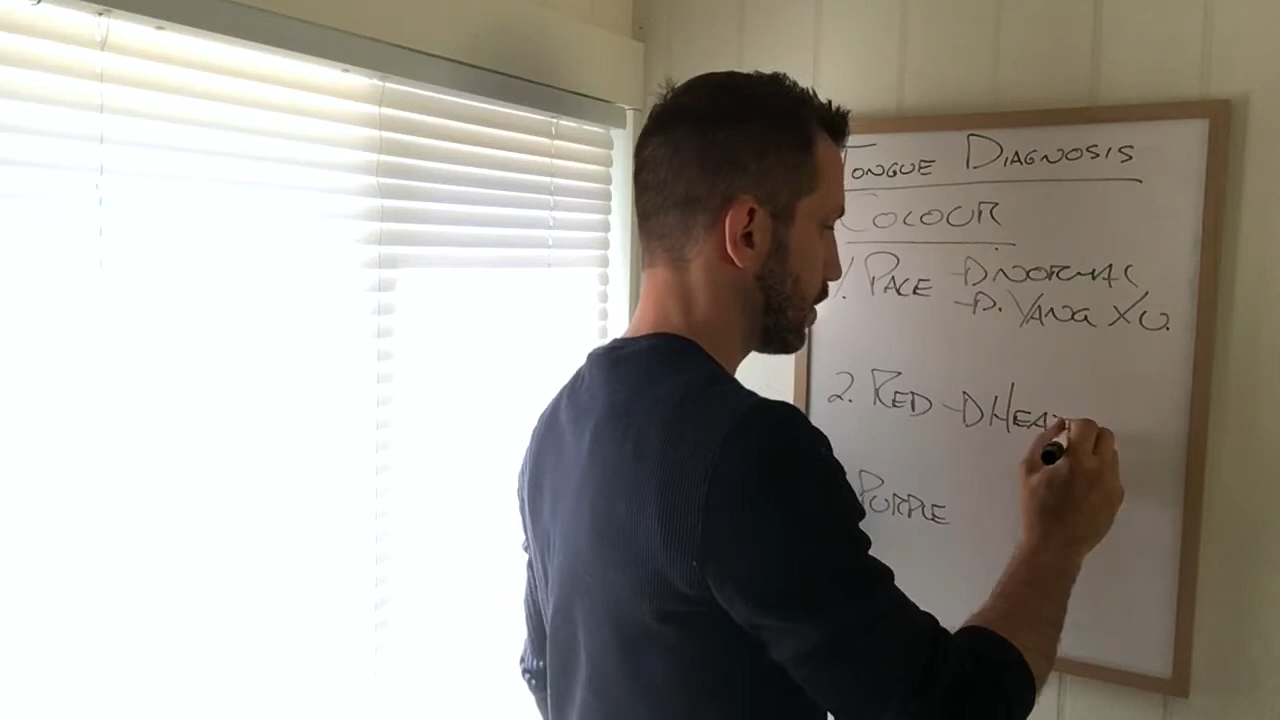 Tongue Diagnosis
Colour
1. Pale → Normal
→ D. Yang Xu.
2. Red → Heat
Purple